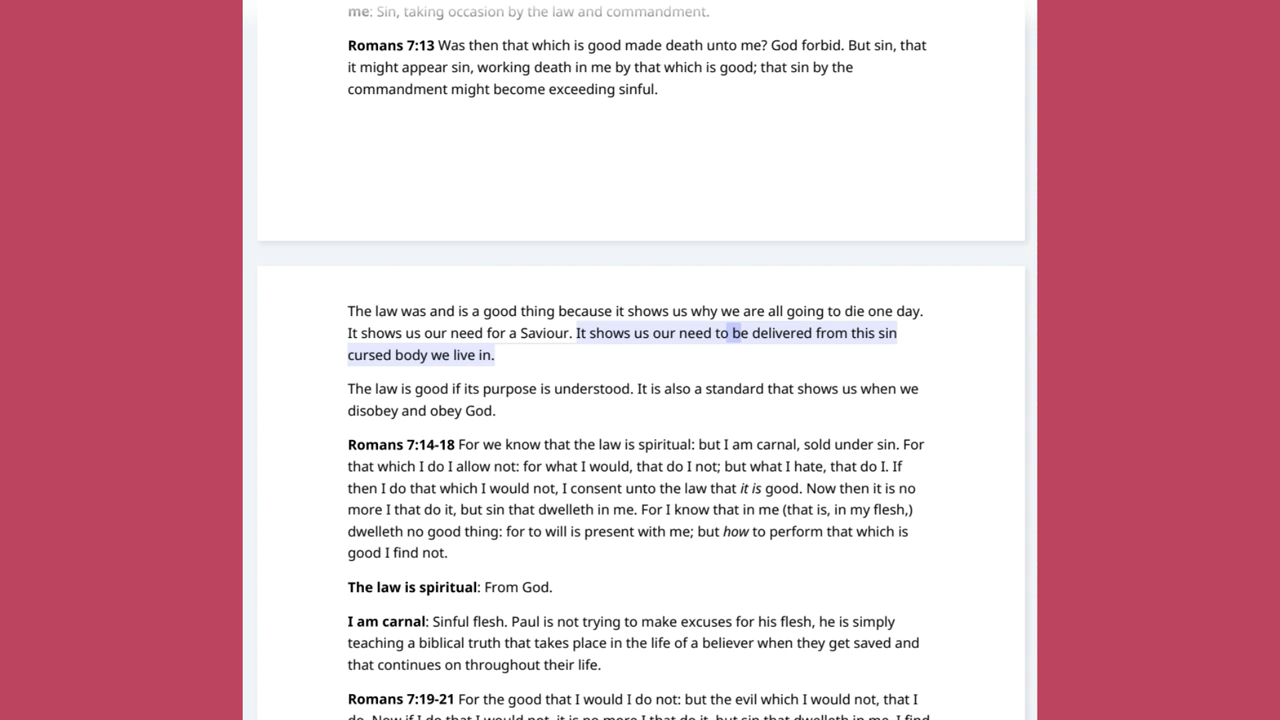 me: Sin, taking occasion by the law and commandment.
Romans 7:13 Was then that which is good made death unto me? God forbid. But sin, that
it might appear sin, working death in me by that which is good; that sin by the
commandment might become exceeding sinful.
The law was and is a good thing because it shows us why we are all going to die one day.
It shows us our need for a Saviour. It shows us our need to be delivered from this sin
cursed body we live in.
The law is good if its purpose is understood. It is also a standard that shows us when we
disobey and obey God.
Romans 7:14-18 For we know that the law is spiritual: but I am carnal, sold under sin. For
that which I do I allow not: for what I would, that do I not; but what I hate, that do I. If
then I do that which I would not, I consent unto the law that it is good. Now then it is no
more I that do it, but sin that dwelleth in me. For I know that in me (that is, in my flesh,)
dwelleth no good thing: for to will is present with me; but how to perform that which is
good I find not.
The law is spiritual: From God.
I am carnal: Sinful flesh. Paul is not trying to make excuses for his flesh, he is simply
teaching a biblical truth that takes place in the life of a believer when they get saved and
that continues on throughout their life.
Romans 7:19-21 For the good that I would I do not: but the evil which I would not, that I
do. Now if I do that I would not, it is no more I that do it, but sin that dwelleth in me. I find